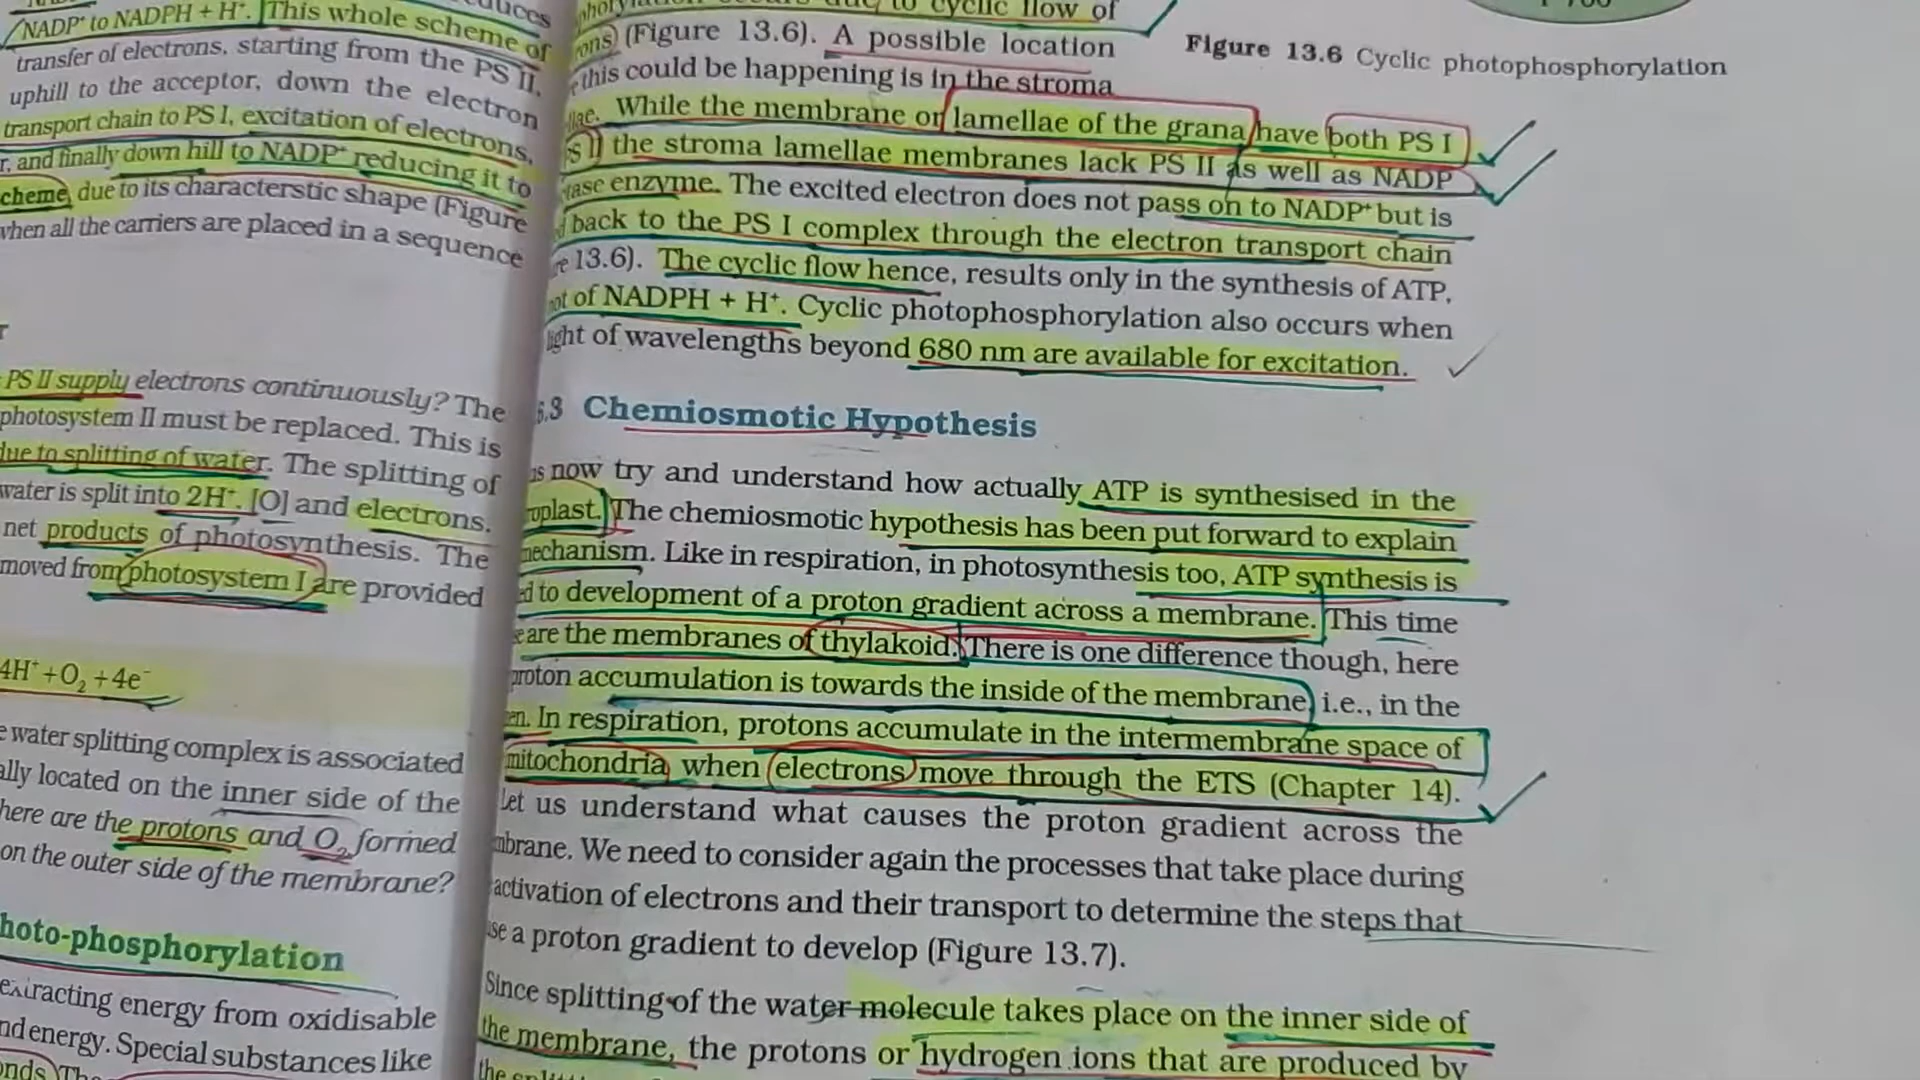 NADP⁺ to NADPH + H⁺. This whole scheme of
transfer of electrons, starting from the PS II,
uphill to the acceptor, down the electron
transport chain to PS I, excitation of electrons,
and finally down hill to NADP⁺ reducing it to
cheme, due to its characterstic shape (Figure
when all the carriers are placed in a sequence
PS II supply electrons continuously? The
photosystem II must be replaced. This is
due to splitting of water. The splitting of
water is split into 2H⁺, [O] and electrons.
net products of photosynthesis. The
moved from photosystem I are provided
4H⁺ + O₂ + 4e⁻
water splitting complex is associated
ally located on the inner side of the
here are the protons and O₂ formed
on the outer side of the membrane?
hoto-phosphorylation
extracting energy from oxidisable
nd energy. Special substances like
onds
to cyclic flow of
rons) (Figure 13.6). A possible location
this could be happening is in the stroma
lae. While the membrane or lamellae of the grana have both PS I
PS II the stroma lamellae membranes lack PS II as well as NADP
tase enzyme. The excited electron does not pass on to NADP⁺ but is
back to the PS I complex through the electron transport chain
re 13.6). The cyclic flow hence, results only in the synthesis of ATP,
not of NADPH + H⁺. Cyclic photophosphorylation also occurs when
light of wavelengths beyond 680 nm are available for excitation.
Figure 13.6 Cyclic photophosphorylation
6.3 Chemiosmotic Hypothesis
us now try and understand how actually ATP is synthesised in the
roplast. The chemiosmotic hypothesis has been put forward to explain
mechanism. Like in respiration, in photosynthesis too, ATP synthesis is
ed to development of a proton gradient across a membrane. This time
e are the membranes of thylakoid. There is one difference though, here
proton accumulation is towards the inside of the membrane, i.e., in the
en. In respiration, protons accumulate in the intermembrane space of
mitochondria when electrons move through the ETS (Chapter 14).
Let us understand what causes the proton gradient across the
mbrane. We need to consider again the processes that take place during
activation of electrons and their transport to determine the steps that
se a proton gradient to develop (Figure 13.7).
Since splitting of the water molecule takes place on the inner side of
the membrane, the protons or hydrogen ions that are produced by